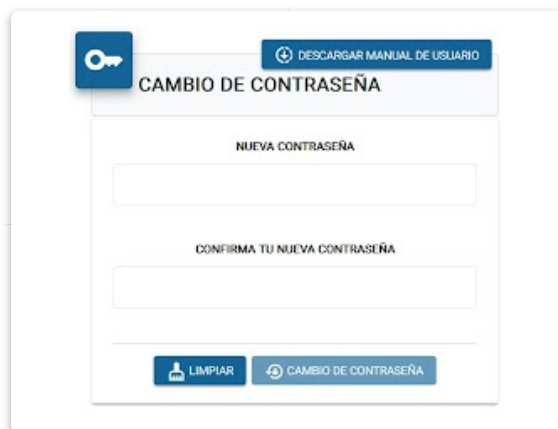 DESCARGAR MANUAL DE USUARIO
CAMBIO DE CONTRASEÑA
NUEVA CONTRASEÑA
CONFIRMA TU NUEVA CONTRASEÑA
LIMPIAR
CAMBIO DE CONTRASEÑA